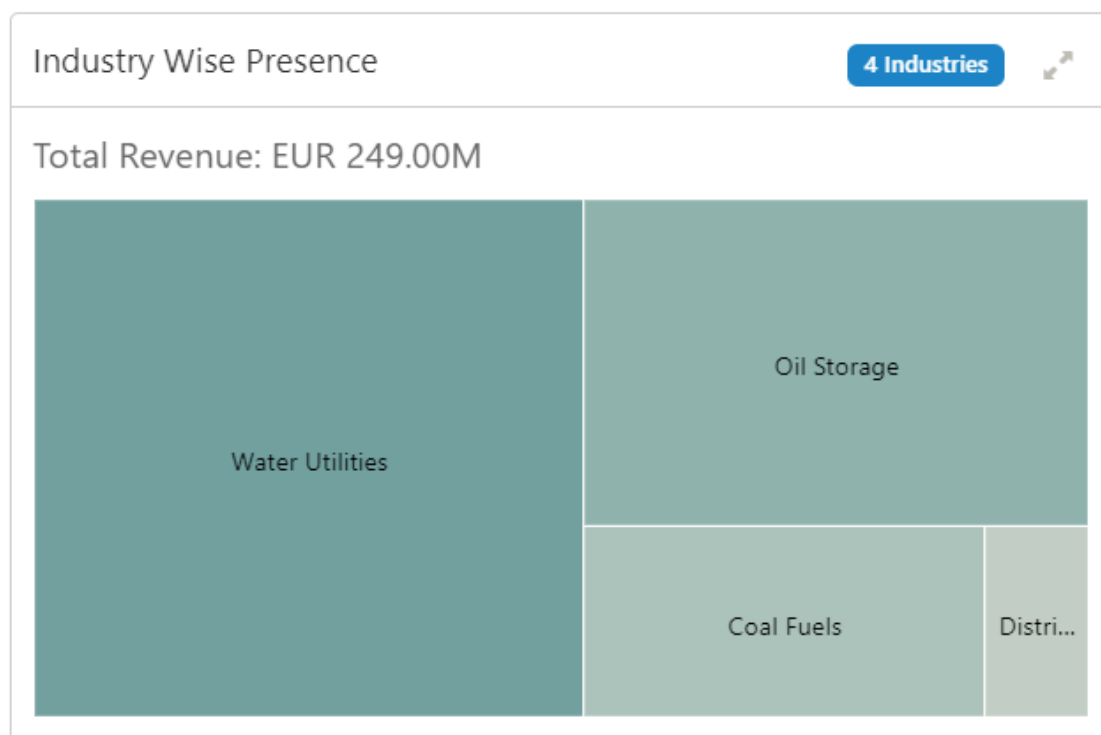 Industry Wise Presence
4 Industries
Total Revenue: EUR 249.00M
Oil Storage
Water Utilities
Coal Fuels
Distri...